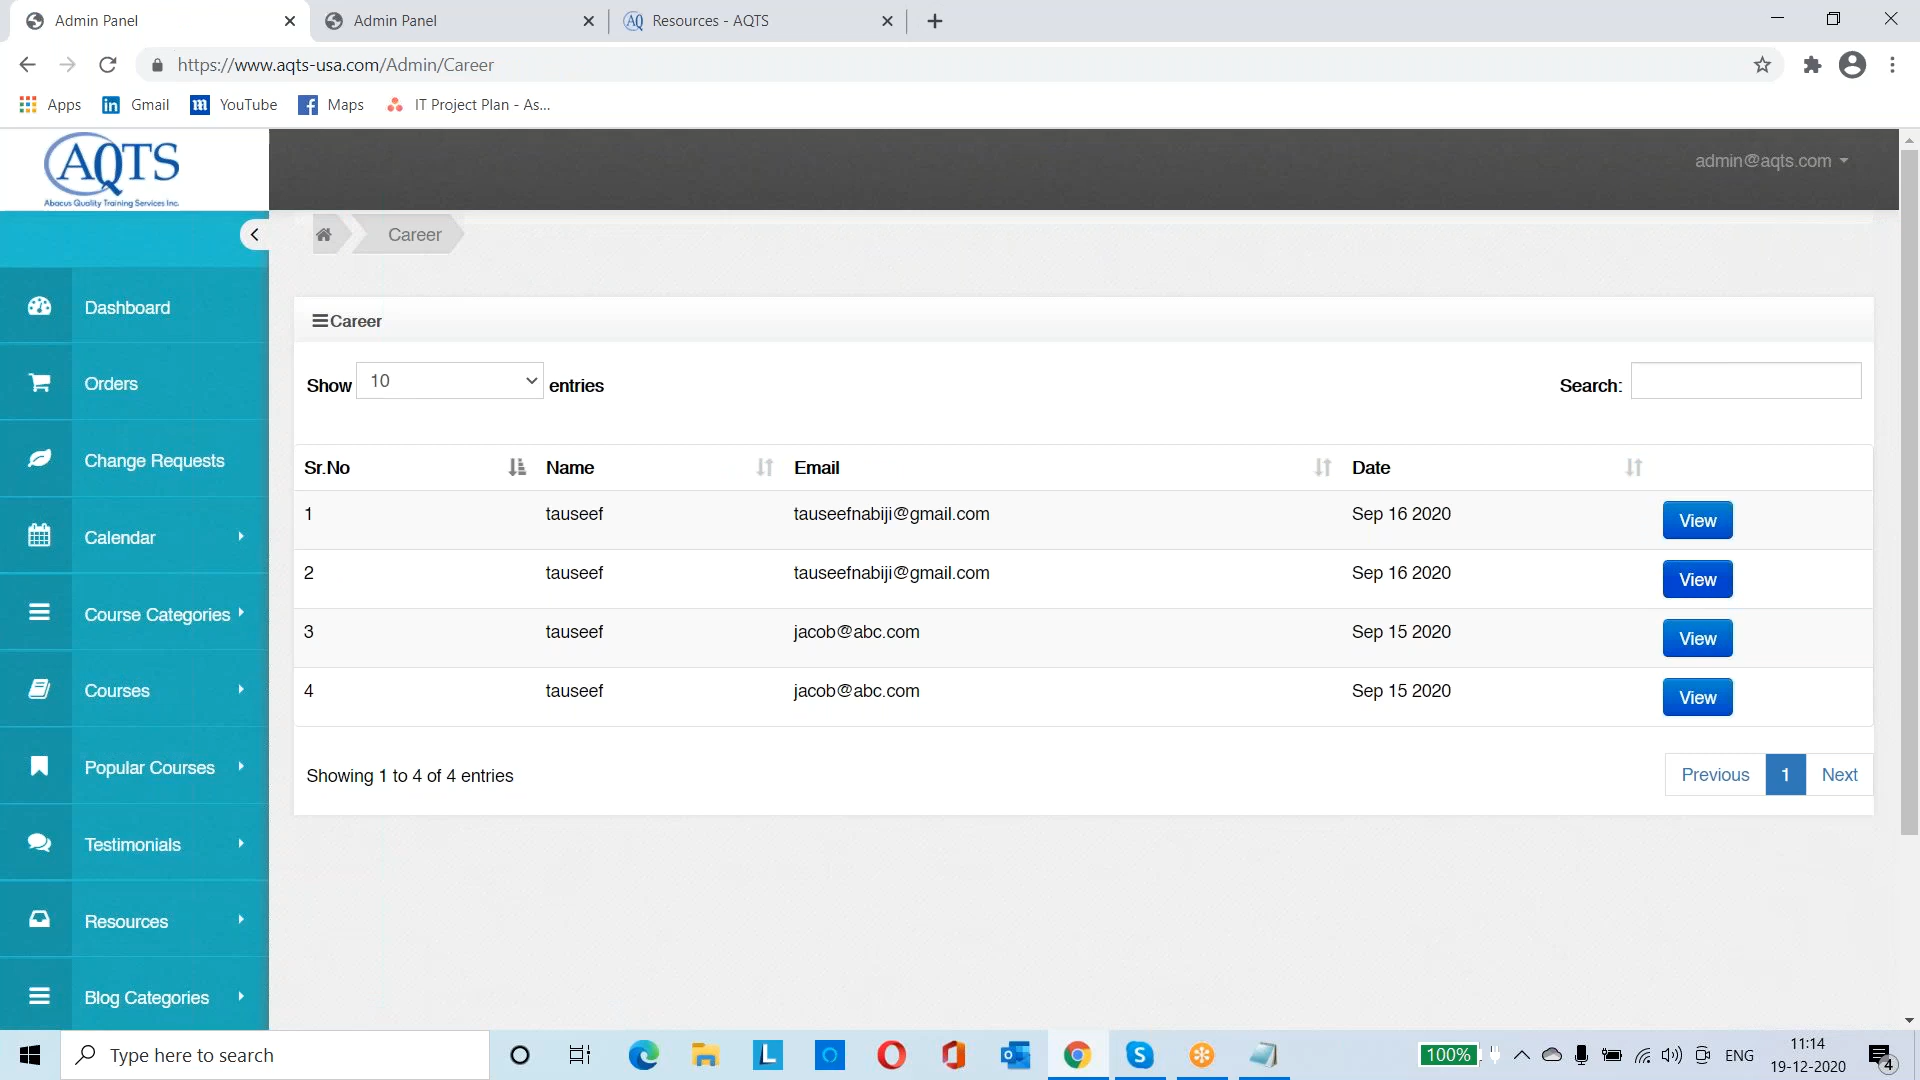 Admin Panel
Admin Panel
Resources - AQTS
https://www.aqts-usa.com/Admin/Career
Apps
Gmail
YouTube
Maps
IT Project Plan - As...
AQTS
Abacus Quality Training Services Inc.
admin@aqts.com
Career
Dashboard
Orders
Change Requests
Calendar
Course Categories
Courses
Popular Courses
Testimonials
Resources
Blog Categories
Career
Show 10 entries
Search:
Sr.No Name Email Date
1 tauseef tauseefnabiji@gmail.com Sep 16 2020 View
2 tauseef tauseefnabiji@gmail.com Sep 16 2020 View
3 tauseef jacob@abc.com Sep 15 2020 View
4 tauseef jacob@abc.com Sep 15 2020 View
Showing 1 to 4 of 4 entries
Previous 1 Next
Type here to search
100%
ENG
11:14
19-12-2020
4